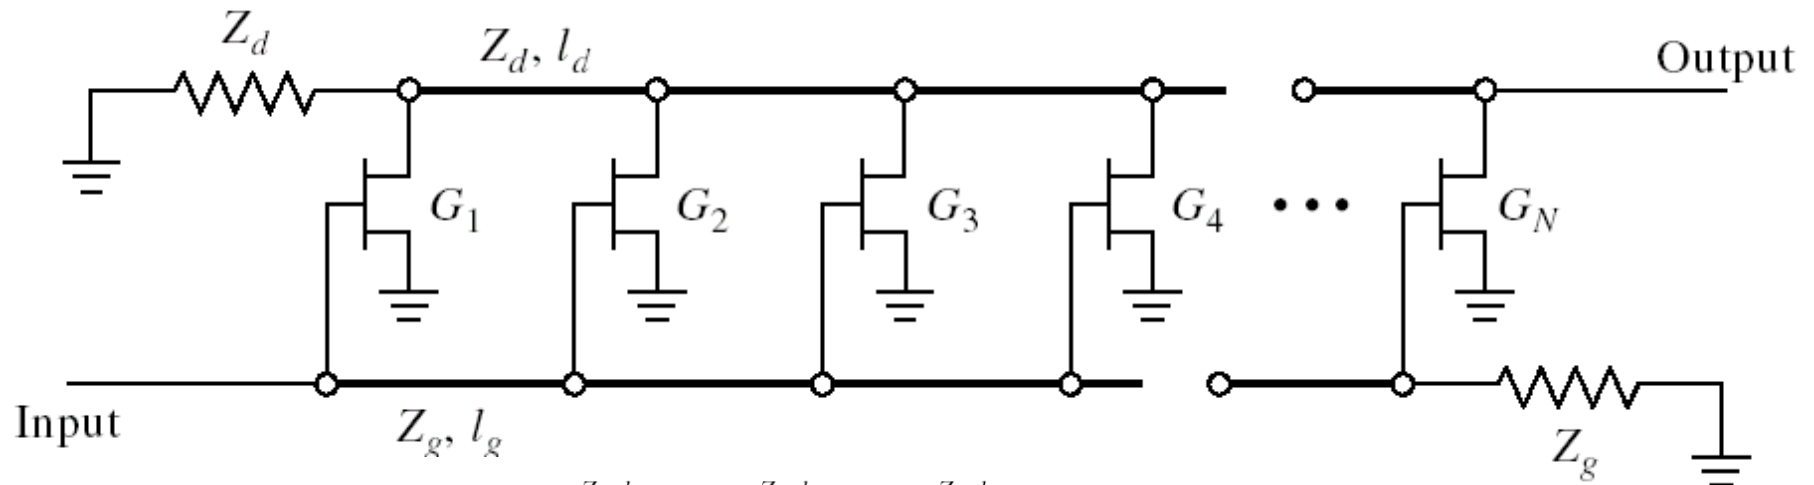 Z_d
Z_d, l_d
Output
G_1
G_2
G_3
G_4
...
G_N
Input
Z_g, l_g
Z_g